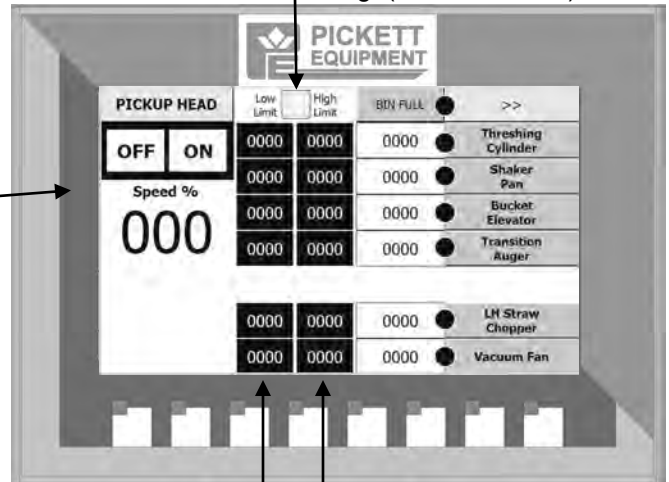 PICKETT
EQUIPMENT
PICKUP HEAD
Low
Limit
High
Limit
BIN FULL
>>
OFF
ON
0000
0000
0000
Threshing
Cylinder
Speed %
0000
0000
0000
Shaker
Pan
000
0000
0000
0000
Bucket
Elevator
0000
0000
0000
Transition
Auger
0000
0000
0000
LH Straw
Chopper
0000
0000
0000
Vacuum Fan